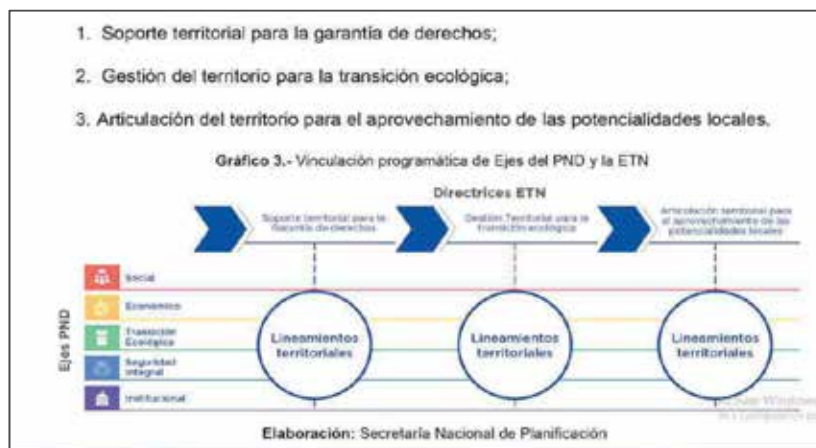 1. Soporte territorial para la garantía de derechos;
2. Gestión del territorio para la transición ecológica;
3. Articulación del territorio para el aprovechamiento de las potencialidades locales.
Gráfico 3.- Vinculación programática de Ejes del PND y la ETN
Directrices ETN
Soporte territorial para la
Garantía de derechos
Gestión Territorial para la
transición ecológica
Articulación territorial para
el aprovechamiento de las
potencialidades locales
Ejes PND
Social
Económico
Transición
Ecológica
Seguridad
Integral
Institucional
Lineamientos
territoriales
Lineamientos
territoriales
Lineamientos
territoriales
Windows
Elaboración: Secretaría Nacional de Planificación